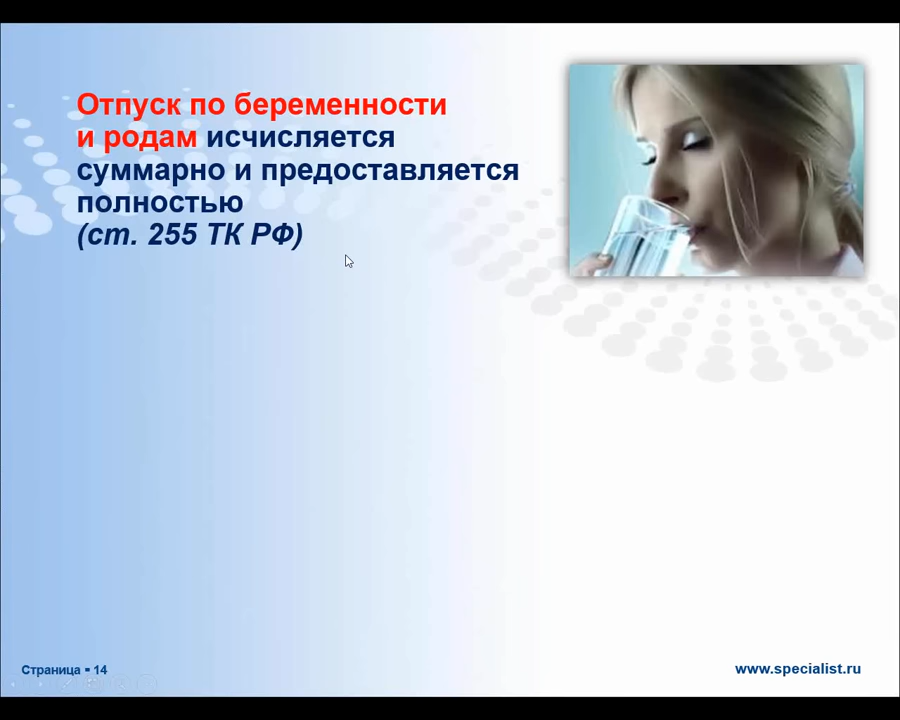 Отпуск по беременности
и родам исчисляется
суммарно и предоставляется
полностью
(ст. 255 ТК РФ)
Страница ▪ 14
www.specialist.ru